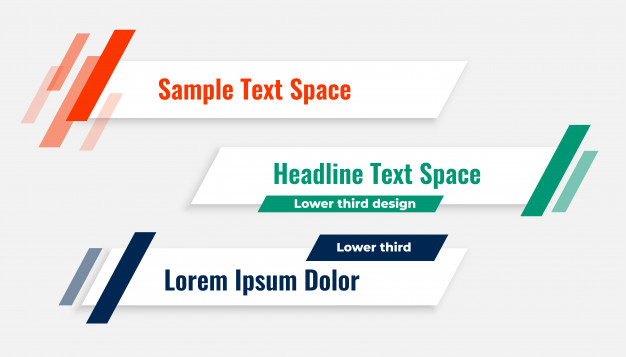 Sample Text Space
Headline Text Space
Lower third design
Lower third
Lorem Ipsum Dolor